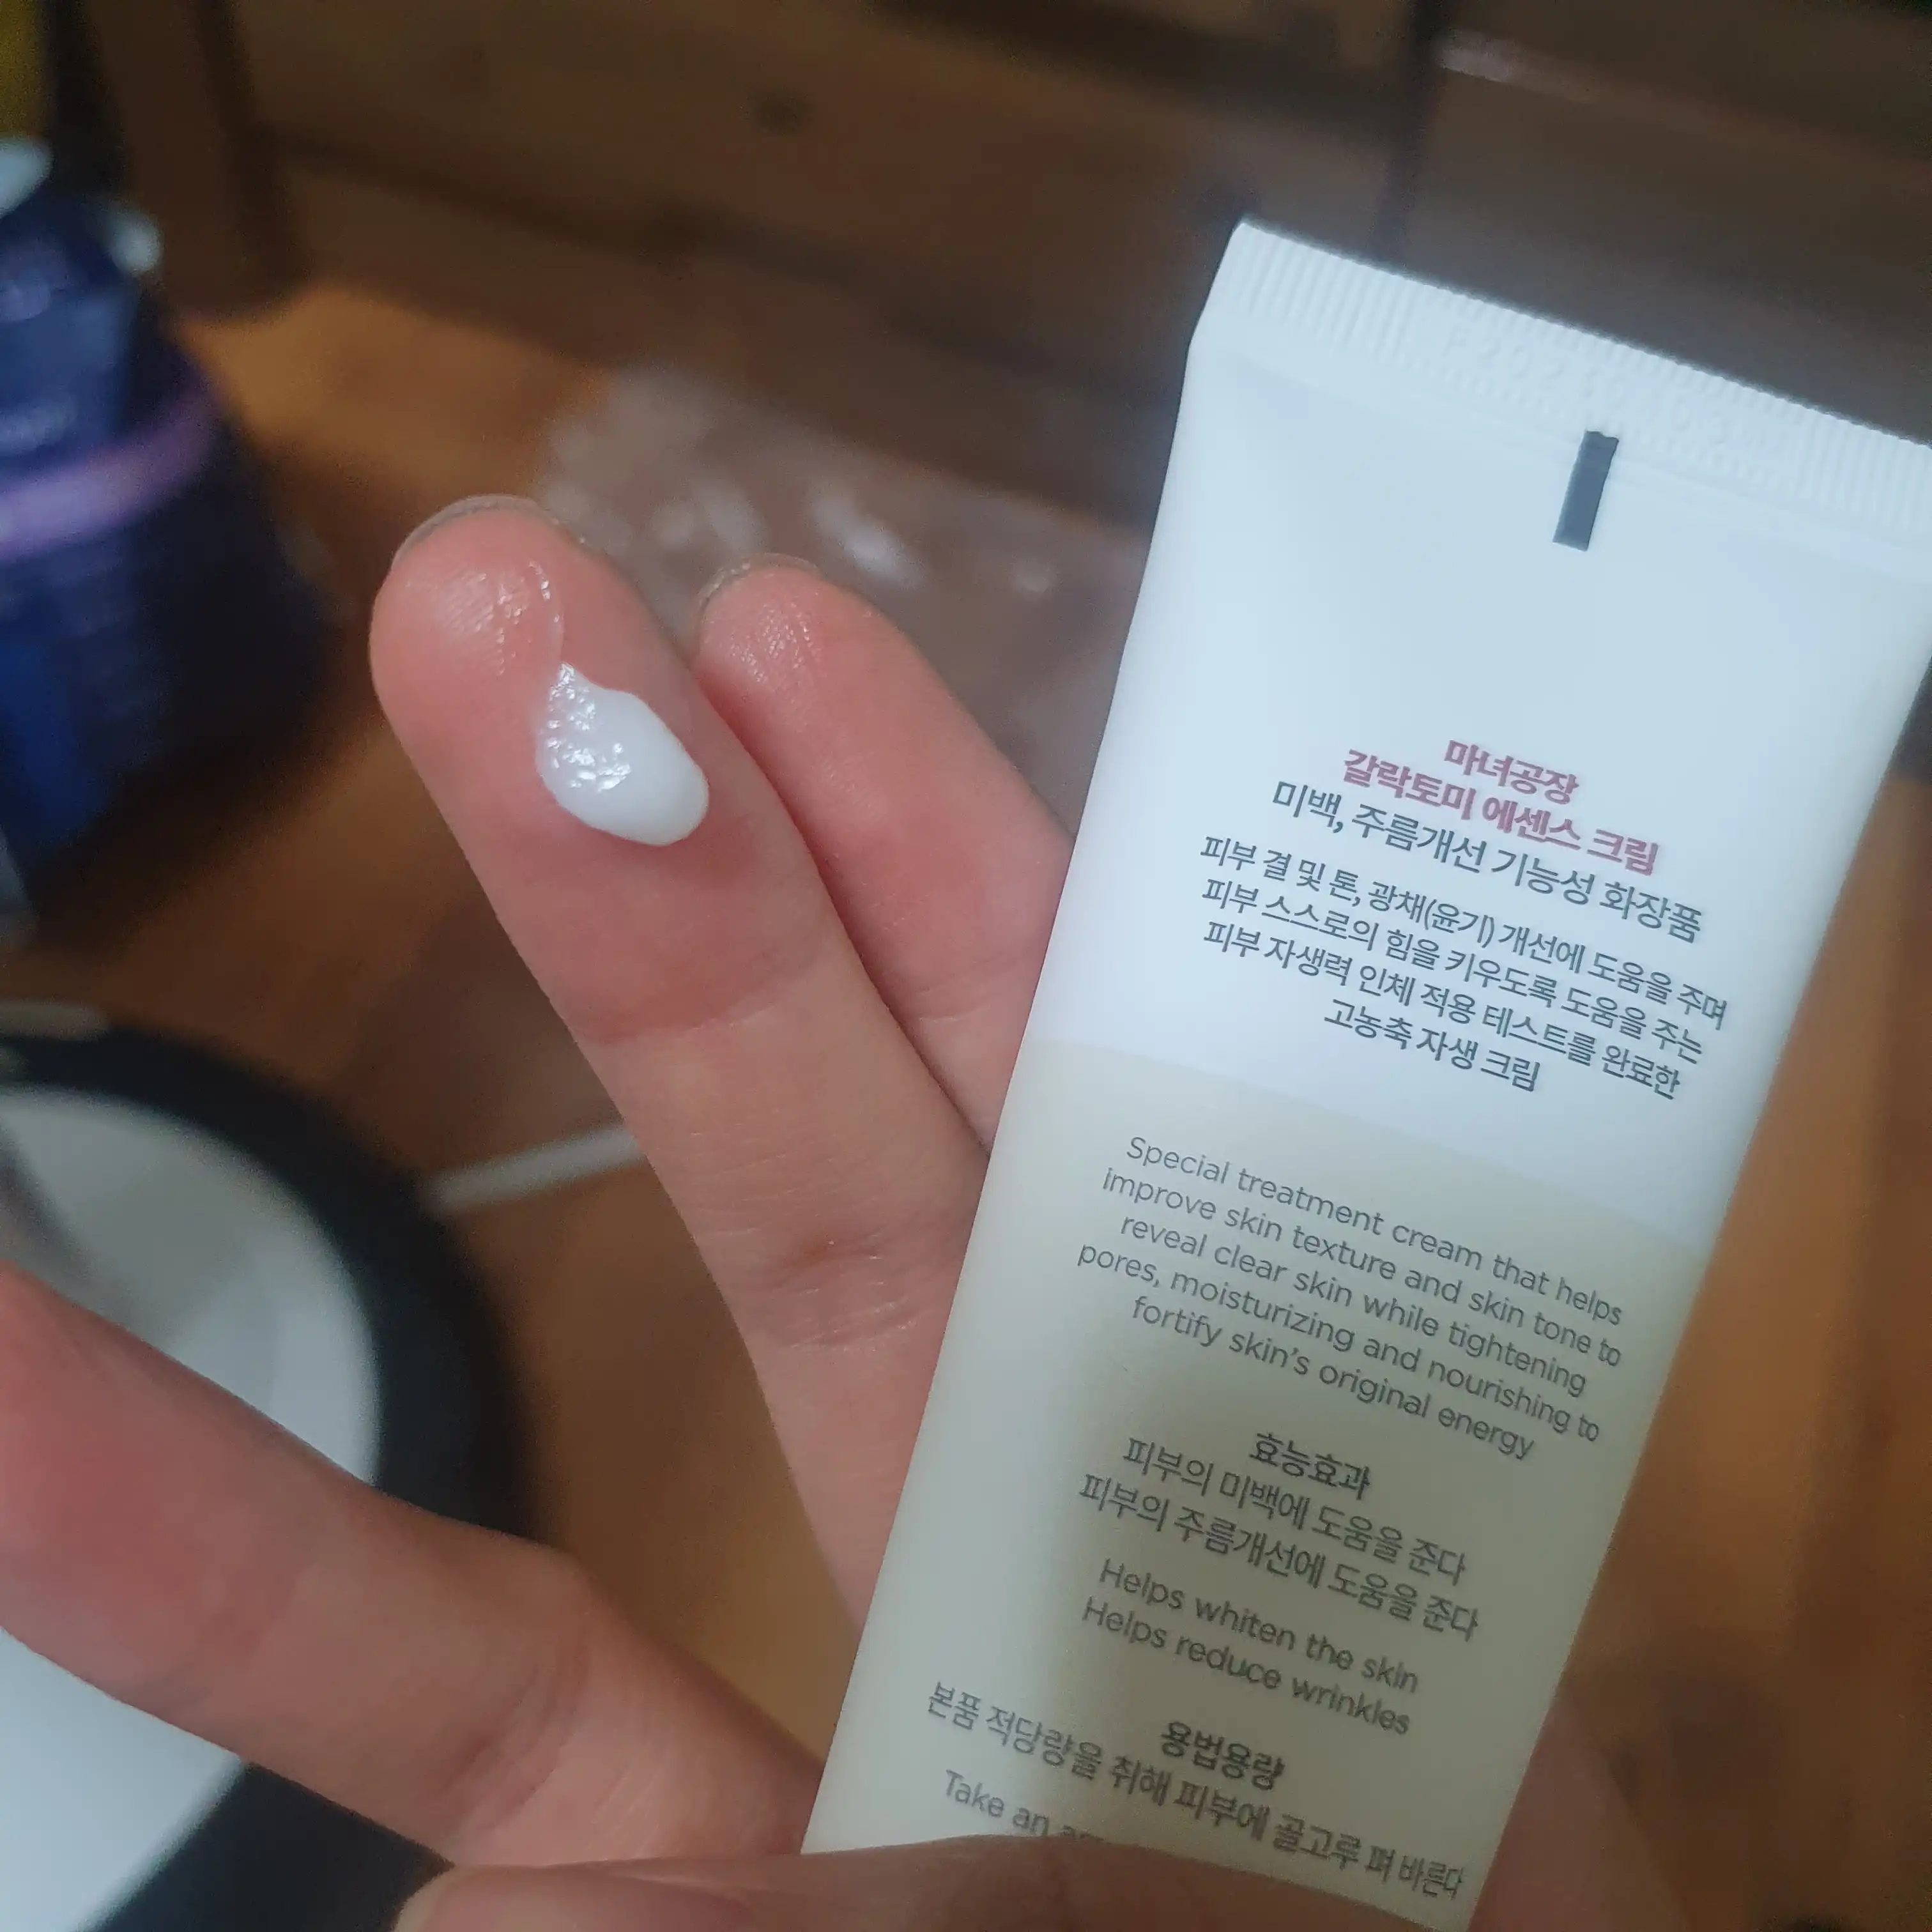 마녀공장
갈락토미 에센스 크림
미백, 주름개선 기능성 화장품
피부 결 및 톤, 광채(윤기) 개선에 도움을 주며
피부 스스로의 힘을 키우도록 도움을 주는
피부 자생력 인체 적용 테스트를 완료한
고농축 자생 크림
Special treatment cream that helps
improve skin texture and skin tone to
reveal clear skin while tightening
pores, moisturizing and nourishing to
fortify skin's original energy
효능효과
피부의 미백에 도움을 준다
피부의 주름개선에 도움을 준다
Helps whiten the skin
Helps reduce wrinkles
용법용량
본품 적당량을 취해 피부에 골고루 펴 바른다
Take an